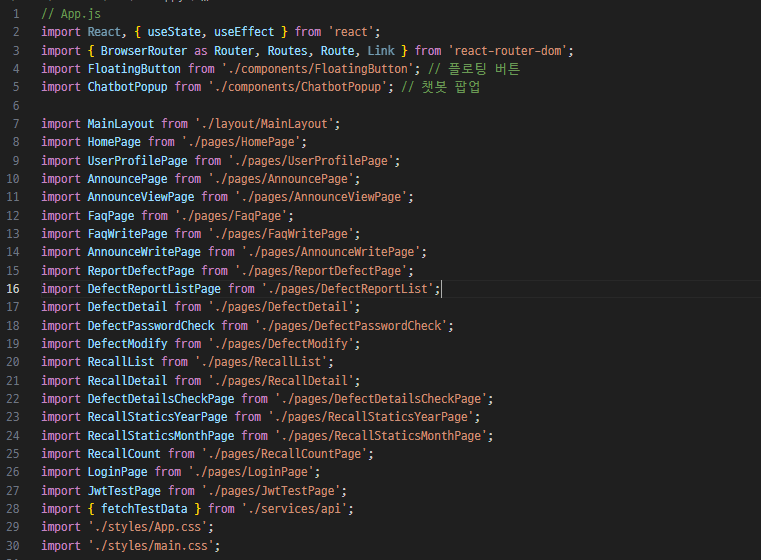 1 // App.js
2 import React, { useState, useEffect } from 'react';
3 import { BrowserRouter as Router, Routes, Route, Link } from 'react-router-dom';
4 import FloatingButton from './components/FloatingButton'; // 플로팅 버튼
5 import ChatbotPopup from './components/ChatbotPopup'; // 챗봇 팝업
6
7 import MainLayout from './layout/MainLayout';
8 import HomePage from './pages/HomePage';
9 import UserProfilePage from './pages/UserProfilePage';
10 import AnnouncePage from './pages/AnnouncePage';
11 import AnnounceViewPage from './pages/AnnounceViewPage';
12 import FaqPage from './pages/FaqPage';
13 import FaqWritePage from './pages/FaqWritePage';
14 import AnnounceWritePage from './pages/AnnounceWritePage';
15 import ReportDefectPage from './pages/ReportDefectPage';
16 import DefectReportListPage from './pages/DefectReportList';
17 import DefectDetail from './pages/DefectDetail';
18 import DefectPasswordCheck from './pages/DefectPasswordCheck';
19 import DefectModify from './pages/DefectModify';
20 import RecallList from './pages/RecallList';
21 import RecallDetail from './pages/RecallDetail';
22 import DefectDetailsCheckPage from './pages/DefectDetailsCheckPage';
23 import RecallStaticsYearPage from './pages/RecallStaticsYearPage';
24 import RecallStaticsMonthPage from './pages/RecallStaticsMonthPage';
25 import RecallCount from './pages/RecallCountPage';
26 import LoginPage from './pages/LoginPage';
27 import JwtTestPage from './pages/JwtTestPage';
28 import { fetchTestData } from './services/api';
29 import './styles/App.css';
30 import './styles/main.css';